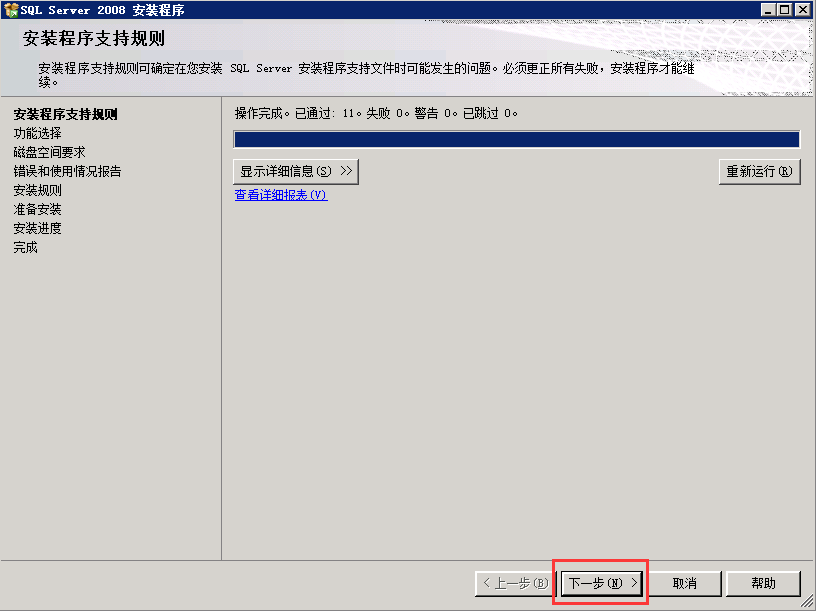 SQL Server 2008 安装程序
安装程序支持规则
安装程序支持规则可确定在您安装 SQL Server 安装程序支持文件时可能发生的问题。必须更正所有失败，安装程序才能继
续。
安装程序支持规则
功能选择
磁盘空间要求
错误和使用情况报告
安装规则
准备安装
安装进度
完成
操作完成。已通过: 11。失败 0。警告 0。已跳过 0。
显示详细信息(S) >>
重新运行(R)
查看详细报表(V)
< 上一步(B)
下一步(N) >
取消
帮助